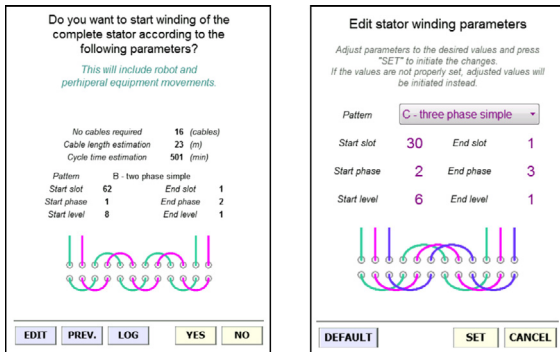 Do you want to start winding of the
complete stator according to the
following parameters?
This will include robot and
perhiperal equipment movements.
No cables required 16 (cables)
Cable length estimation 23 (m)
Cycle time estimation 501 (min)
Pattern B - two phase simple
Start slot 62 End slot 1
Start phase 1 End phase 2
Start level 8 End level 1
EDIT PREV. LOG YES NO
Edit stator winding parameters
Adjust parameters to the desired values and press
"SET" to initiate the changes.
If the values are not properly set, adjusted values will
be initiated instead.
Pattern C - three phase simple
Start slot 30 End slot 1
Start phase 2 End phase 3
Start level 6 End level 1
DEFAULT SET CANCEL